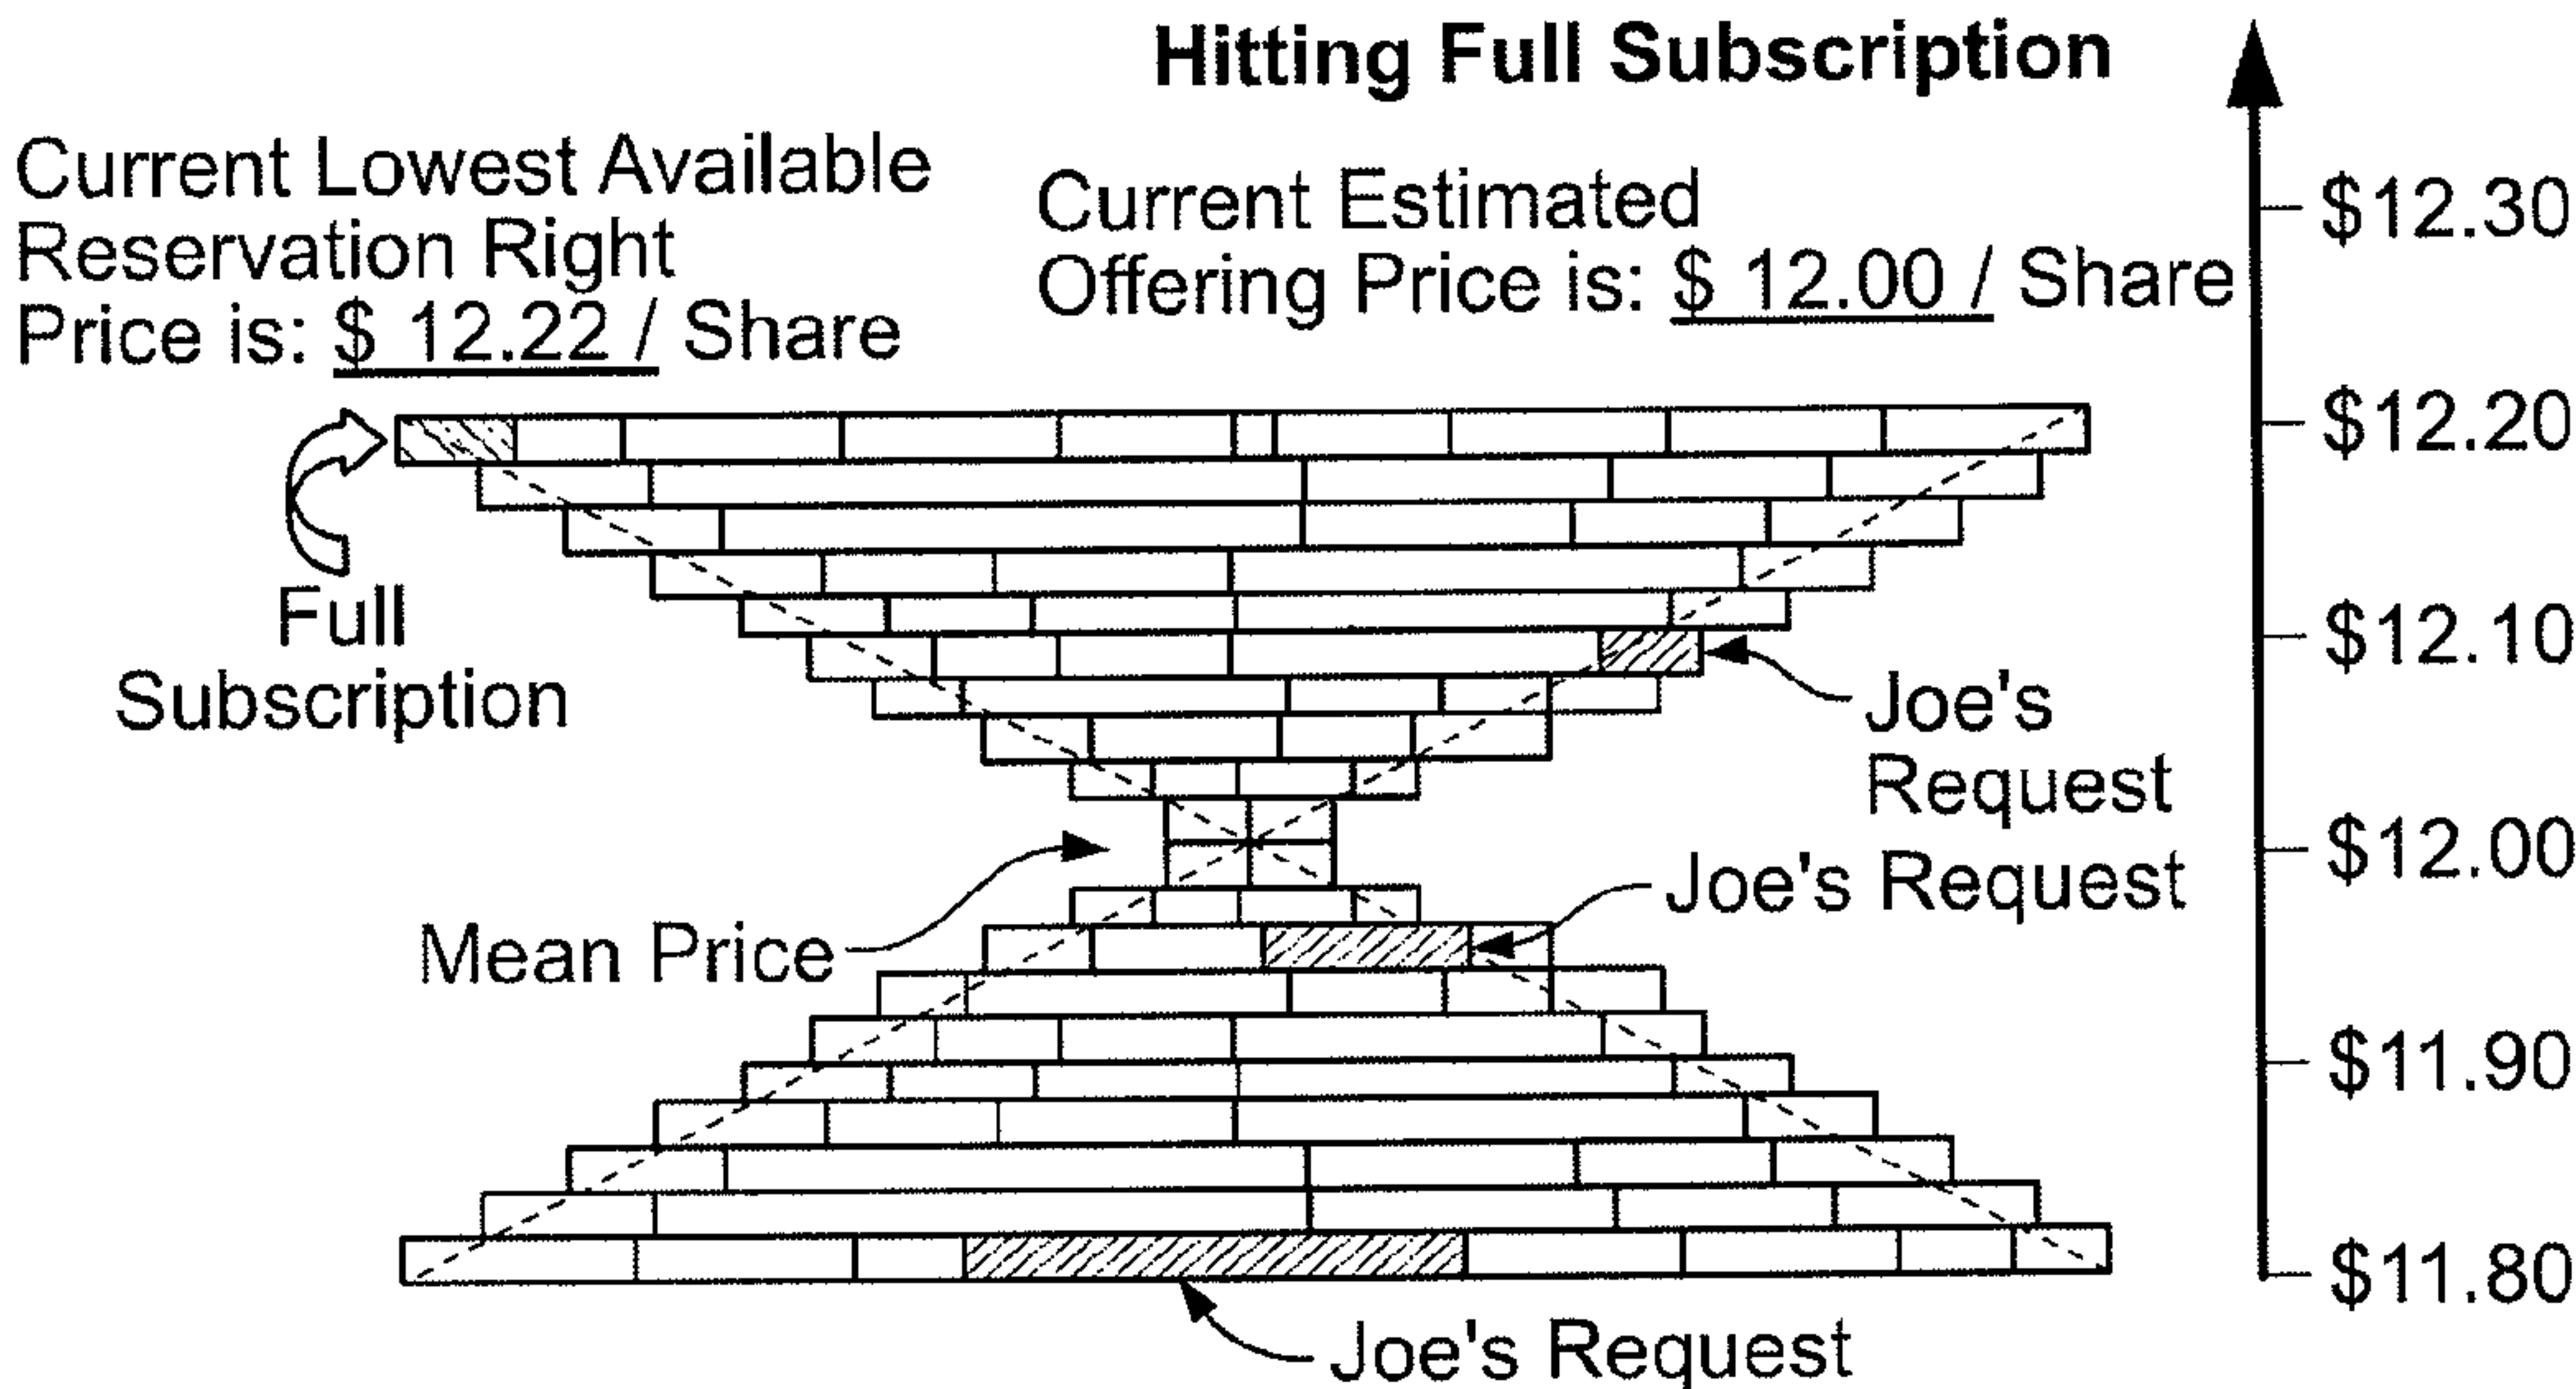 Hitting Full Subscription
Current Lowest Available
Reservation Right
Price is: $ 12.22 / Share
Current Estimated
Offering Price is: $ 12.00 / Share
$12.30
$12.20
$12.10
$12.00
$11.90
$11.80
Full
Subscription
Joe's
Request
Joe's Request
Mean Price
Joe's Request